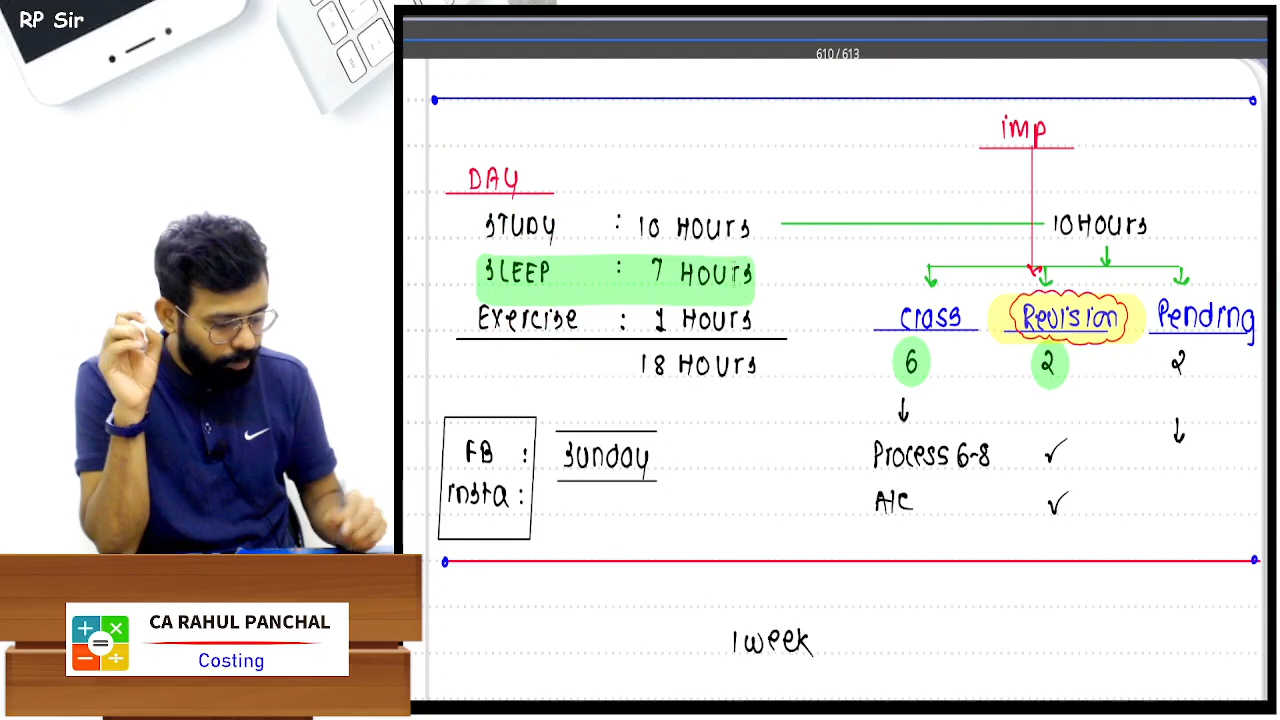 RP Sir
610 / 613
imp
DAY
STUDY : 10 HOURS
10 HOURS
SLEEP : 7 HOURS
Exercise : 1 HOURS
18 HOURS
Class Revision Pending
6 2 2
FB :
Insta :
Sunday
Process 6-8 ✓
A/C ✓
CA RAHUL PANCHAL
Costing
1 week